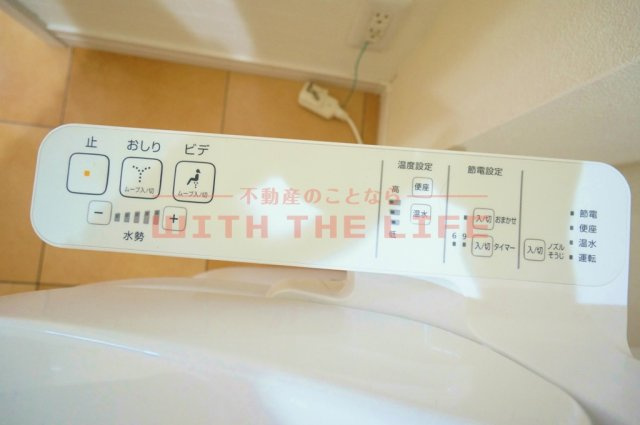 止 おしり ビデ
ムーブ入/切 ムーブ入/切
− +
水勢
温度設定
高 便座
温水
低
節電設定
入/切 おまかせ
6 9
入/切 タイマー
入/切 ノズルそうじ
節電
便座
温水
運転
不動産のことなら
WITH THE LIFE